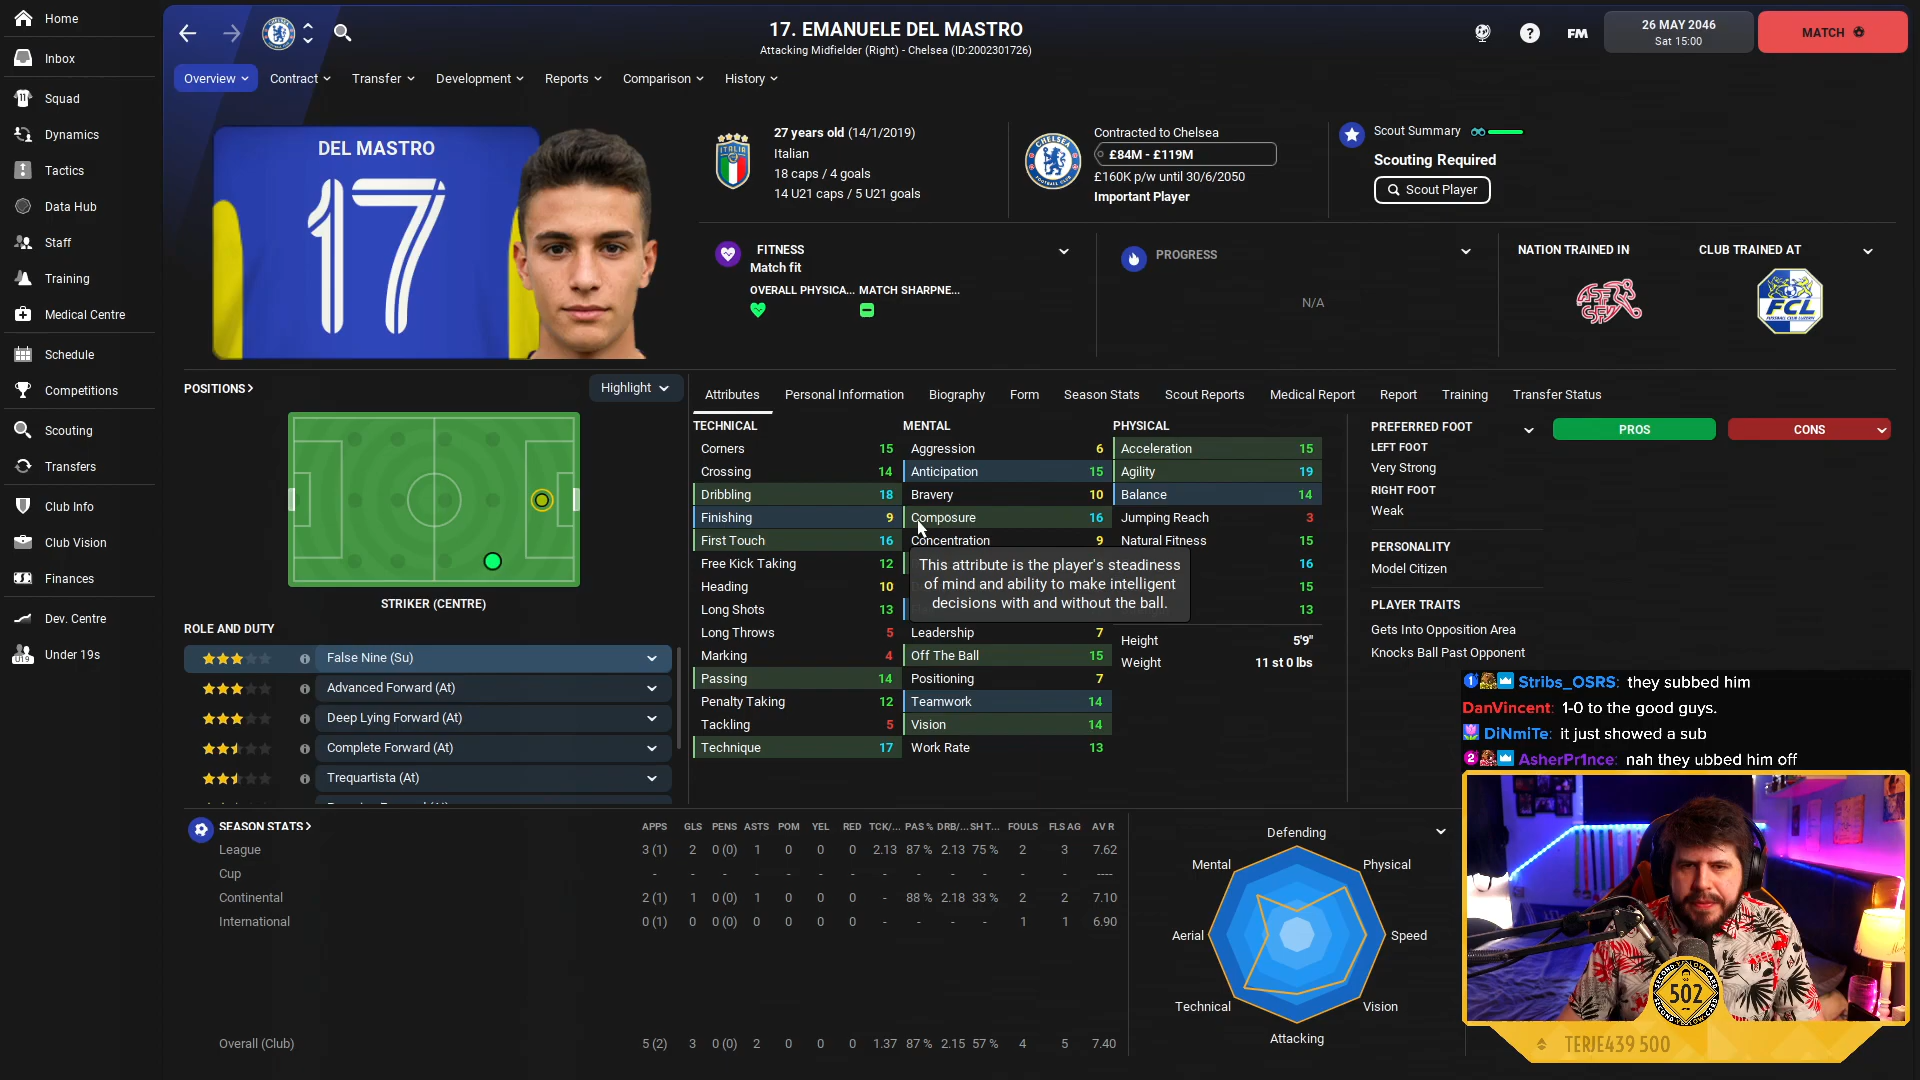 Home
Inbox
Squad
Dynamics
Tactics
Data Hub
Staff
Training
Medical Centre
Schedule
Competitions
Scouting
Transfers
Club Info
Club Vision
Finances
Dev. Centre
Under 19s
17. EMANUELE DEL MASTRO
Attacking Midfielder (Right) - Chelsea (ID:2002301726)
FM
26 MAY 2046
Sat 15:00
MATCH
Overview Contract Transfer Development Reports Comparison History
DEL MASTRO
17
ITALIA
27 years old (14/1/2019)
Italian
18 caps / 4 goals
14 U21 caps / 5 U21 goals
Contracted to Chelsea
£84M - £119M
£160K p/w until 30/6/2050
Important Player
Scout Summary
Scouting Required
Scout Player
FITNESS
Match fit
OVERALL PHYSICA... MATCH SHARPNE...
PROGRESS
N/A
NATION TRAINED IN
CLUB TRAINED AT
FCL
POSITIONS
Highlight
STRIKER (CENTRE)
ROLE AND DUTY
False Nine (Su)
Advanced Forward (At)
Deep Lying Forward (At)
Complete Forward (At)
Trequartista (At)
Attributes Personal Information Biography Form Season Stats Scout Reports Medical Report Report Training Transfer Status
TECHNICAL
Corners 15
Crossing 14
Dribbling 18
Finishing 9
First Touch 16
Free Kick Taking 12
Heading 10
Long Shots 13
Long Throws 5
Marking 4
Passing 14
Penalty Taking 12
Tackling 5
Technique 17
MENTAL
Aggression 6
Anticipation 15
Bravery 10
Composure 16
Concentration 9
This attribute is the player's steadiness
of mind and ability to make intelligent
decisions with and without the ball.
Leadership 7
Off The Ball 15
Positioning 7
Teamwork 14
Vision 14
Work Rate 13
PHYSICAL
Acceleration 15
Agility 19
Balance 14
Jumping Reach 3
Natural Fitness 15
16
15
13
Height 5'9"
Weight 11 st 0 lbs
PREFERRED FOOT
LEFT FOOT
Very Strong
RIGHT FOOT
Weak
PERSONALITY
Model Citizen
PLAYER TRAITS
Gets Into Opposition Area
Knocks Ball Past Opponent
PROS
CONS
Stribs_OSRS: they subbed him
DanVincent: 1-0 to the good guys.
DiNmiTe: it just showed a sub
AsherPr1nce: nah they ubbed him off
SEASON STATS
APPS GLS PENS ASTS POM YEL RED TCK/... PAS % DRB/... SH T... FOULS FLS AG AV R
League 3 (1) 2 0 (0) 1 0 0 0 2.13 87 % 2.13 75 % 2 3 7.62
Cup - - - - - - - - - - - - - ----
Continental 2 (1) 1 0 (0) 1 0 0 0 - 88 % 2.18 33 % 2 2 7.10
International 0 (1) 0 0 (0) 0 0 0 0 - - - - 1 1 6.90
Overall (Club) 5 (2) 3 0 (0) 2 0 0 0 1.37 87 % 2.15 57 % 4 5 7.40
Defending
Physical
Speed
Vision
Attacking
Technical
Aerial
Mental
502
TERJE439 500